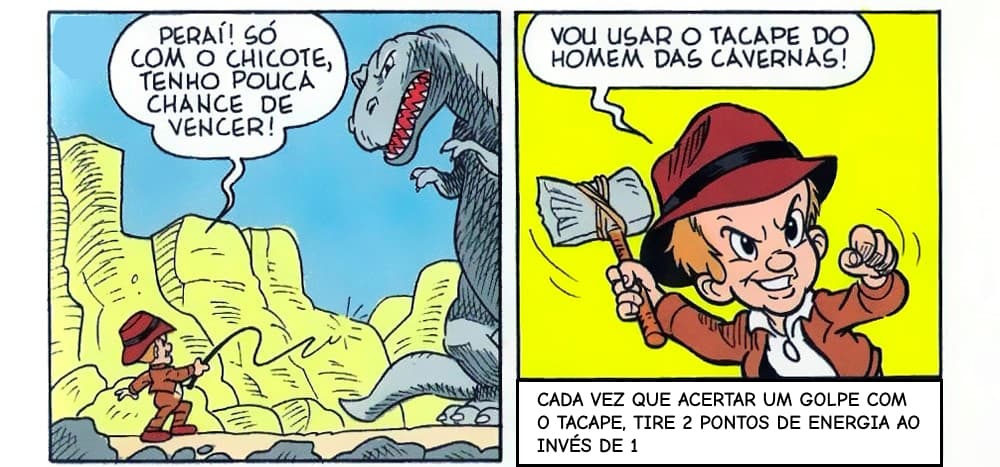 PERAÍ! SÓ
COM O CHICOTE,
TENHO POUCA
CHANCE DE
VENCER!
VOU USAR O TACAPE DO
HOMEM DAS CAVERNAS!
CADA VEZ QUE ACERTAR UM GOLPE COM
O TACAPE, TIRE 2 PONTOS DE ENERGIA AO
INVÉS DE 1